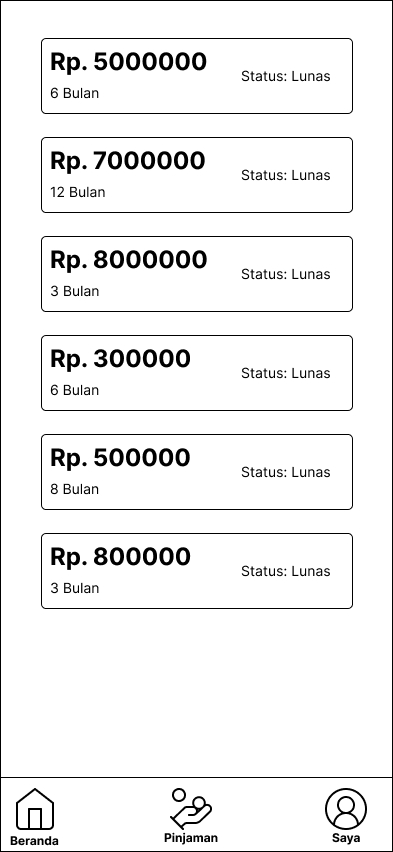 Rp. 5000000
Status: Lunas
6 Bulan
Rp. 7000000
Status: Lunas
12 Bulan
Rp. 8000000
Status: Lunas
3 Bulan
Rp. 300000
Status: Lunas
6 Bulan
Rp. 500000
Status: Lunas
8 Bulan
Rp. 800000
Status: Lunas
3 Bulan
Beranda
Pinjaman
Saya